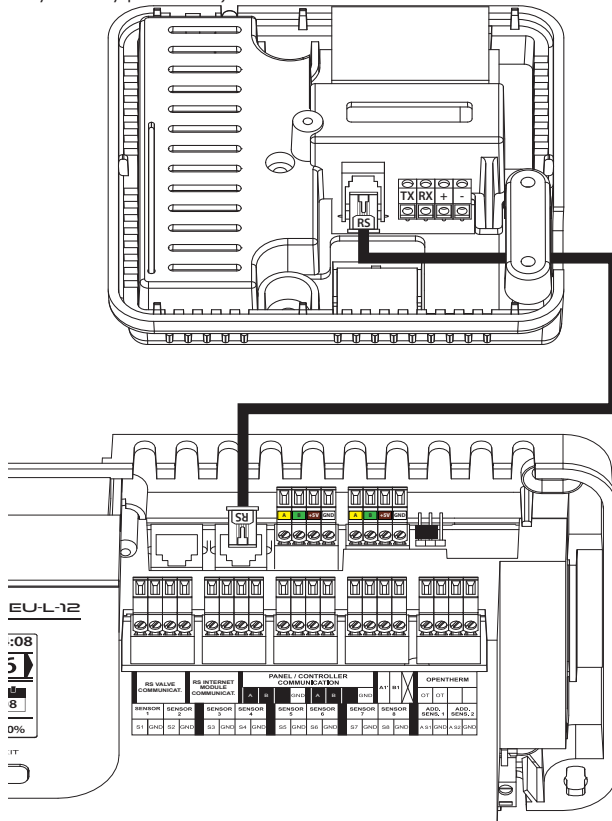 TX RX + -
RS
RS
A B +5V GND
A B +5V GND
EU-L-12
:08
8
0%
RS VALVE
COMMUNICAT.
RS INTERNET
MODULE
COMMUNICAT.
PANEL / CONTROLLER
COMMUNICATION
A B GND A B GND
A1' B1
OPENTHERM
OT OT
SENSOR
1
SENSOR
2
SENSOR
3
SENSOR
4
SENSOR
5
SENSOR
6
SENSOR
7
SENSOR
8
ADD.
SENS, 1
ADD.
SENS, 2
S1 GND S2 GND S3 GND S4 GND S5 GND S6 GND S7 GND S8 GND A S1 GND A S2 GND